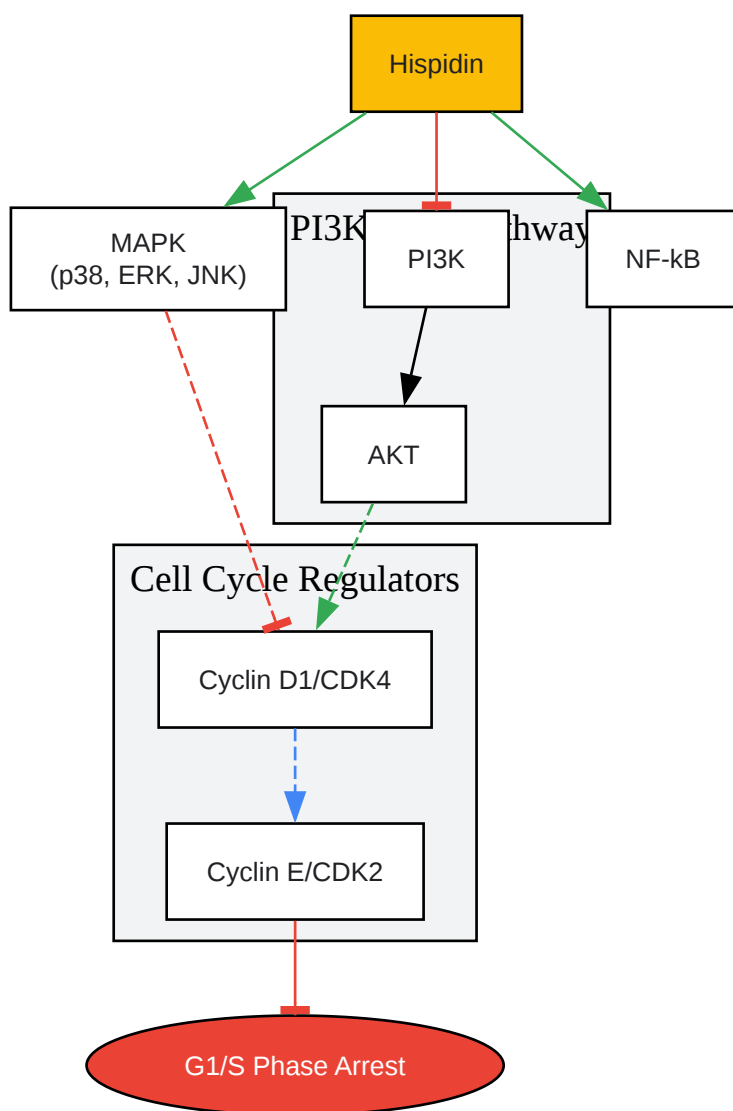 Hispidin
MAPK
(p38, ERK, JNK)
PI3K
PI3K
NF-kB
AKT
Cell Cycle Regulators
Cyclin D1/CDK4
Cyclin E/CDK2
G1/S Phase Arrest